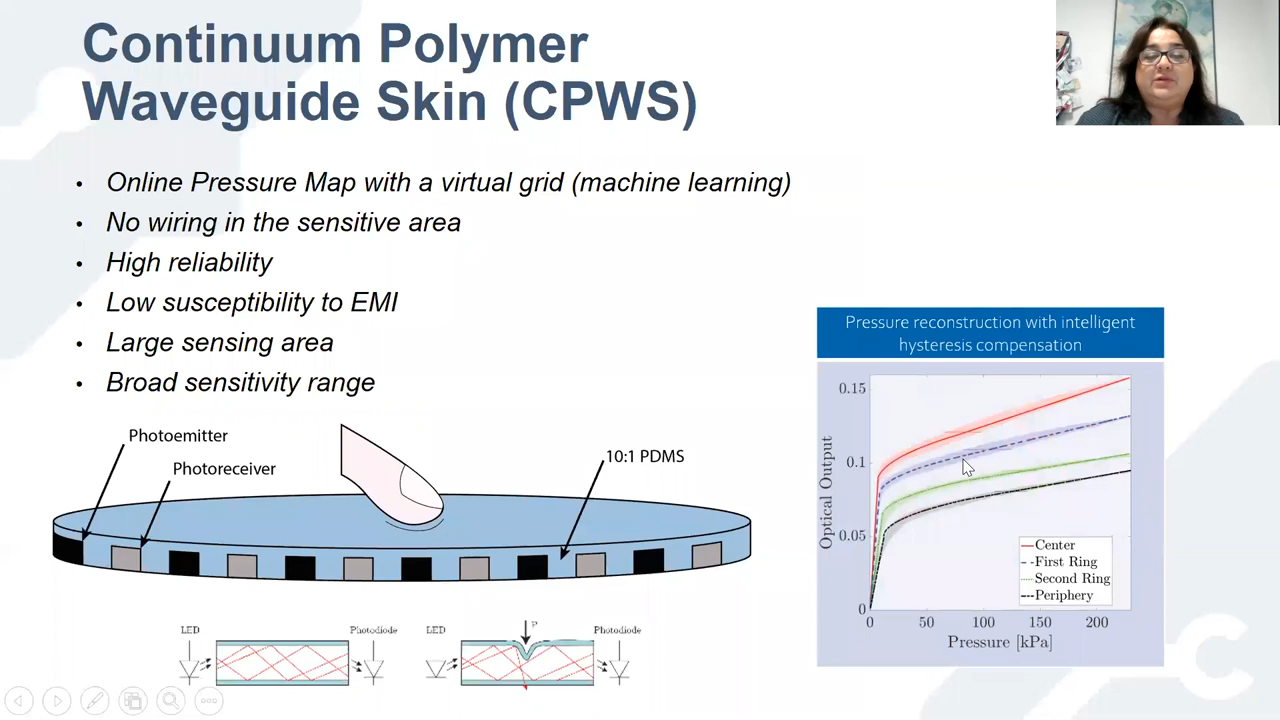 Continuum Polymer
Waveguide Skin (CPWS)
• Online Pressure Map with a virtual grid (machine learning)
• No wiring in the sensitive area
• High reliability
• Low susceptibility to EMI
• Large sensing area
• Broad sensitivity range
Photoemitter
Photoreceiver
10:1 PDMS
LED
Photodiode
LED
P
Photodiode
Pressure reconstruction with intelligent
hysteresis compensation
Optical Output
0.15
0.1
0.05
0
0
50
100
150
200
Pressure [kPa]
Center
First Ring
Second Ring
Periphery